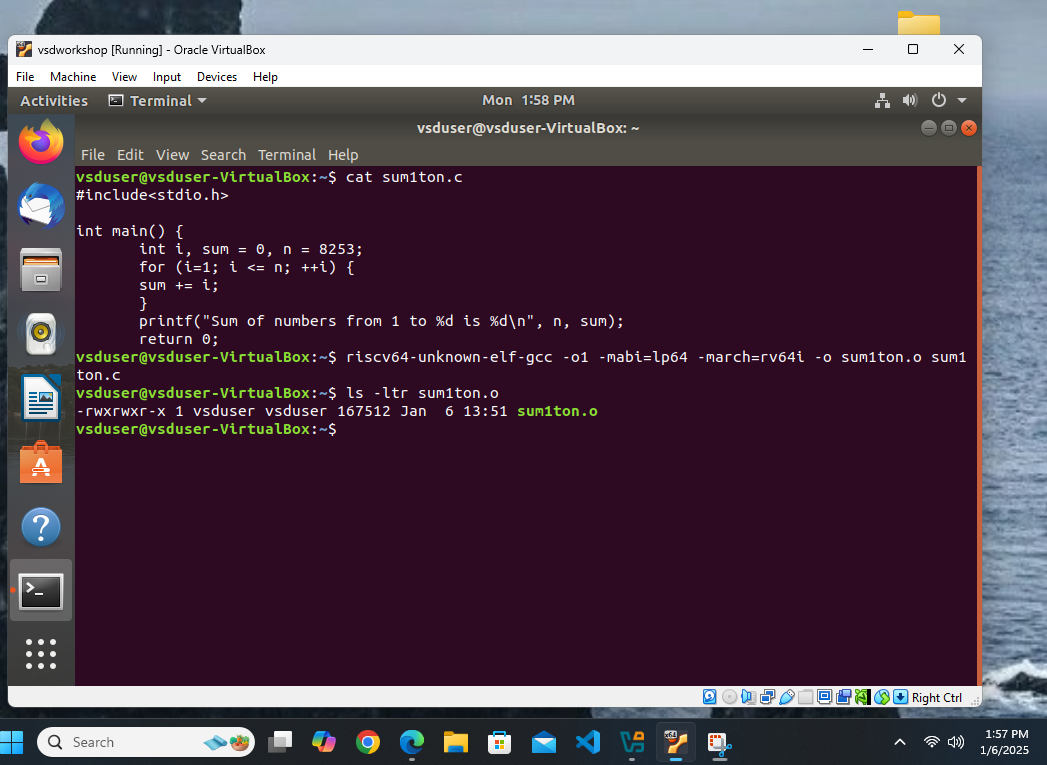 vsdworkshop [Running] - Oracle VirtualBox
File Machine View Input Devices Help
Activities Terminal Mon 1:58 PM
vsduser@vsduser-VirtualBox: ~
File Edit View Search Terminal Help
vsduser@vsduser-VirtualBox:~$ cat sum1ton.c
#include<stdio.h>
int main() {
int i, sum = 0, n = 8253;
for (i=1; i <= n; ++i) {
sum += i;
}
printf("Sum of numbers from 1 to %d is %d\n", n, sum);
return 0;
vsduser@vsduser-VirtualBox:~$ riscv64-unknown-elf-gcc -o1 -mabi=lp64 -march=rv64i -o sum1ton.o sum1
ton.c
vsduser@vsduser-VirtualBox:~$ ls -ltr sum1ton.o
-rwxrwxr-x 1 vsduser vsduser 167512 Jan  6 13:51 sum1ton.o
vsduser@vsduser-VirtualBox:~$
Right Ctrl
Search
x64
1:57 PM
1/6/2025